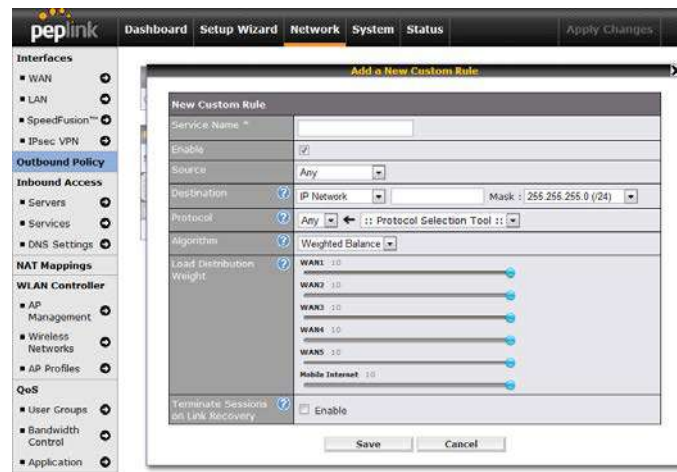 peplink
Dashboard Setup Wizard Network System Status Apply Changes
Interfaces
WAN
LAN
SpeedFusion™
IPsec VPN
Outbound Policy
Inbound Access
Servers
Services
DNS Settings
NAT Mappings
WLAN Controller
AP
Management
Wireless
Networks
AP Profiles
QoS
User Groups
Bandwidth
Control
Application
Add a New Custom Rule
X
New Custom Rule
Service Name *
Enable
Source
Any
Destination ? IP Network Mask : 255.255.255.0 (/24)
Protocol ? Any :: Protocol Selection Tool ::
Algorithm ? Weighted Balance
Load Distribution ?
Weight
WAN1 10
WAN2 10
WAN3 10
WAN4 10
WAN5 10
Mobile Internet 10
Terminate Sessions ?
on Link Recovery
Enable
Save Cancel